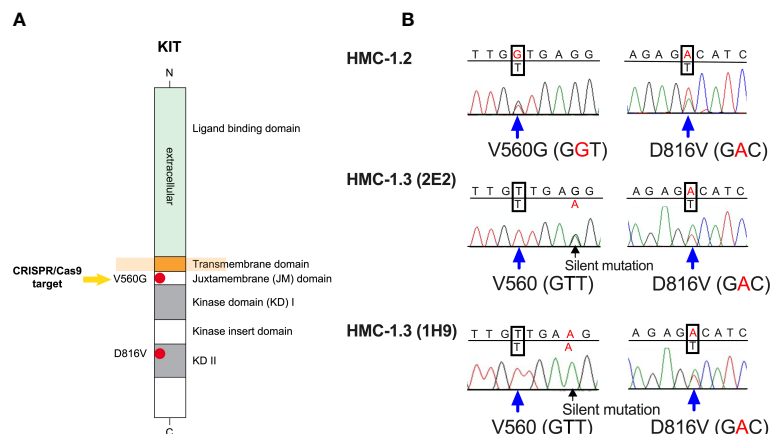 A
KIT
N
extracellular
Ligand binding domain
Transmembrane domain
CRISPR/Cas9
target
V560G
Juxtamembrane (JM) domain
Kinase domain (KD) I
Kinase insert domain
D816V
KD II
C
B
HMC-1.2
T T G G T G A G G
T
V560G (GGT)
A G A G A C A T C
T
D816V (GAC)
HMC-1.3 (2E2)
T T G T T G A G G
T A
Silent mutation
V560 (GTT)
A G A G A C A T C
T
D816V (GAC)
HMC-1.3 (1H9)
T T G T T G A A G
T A
Silent mutation
V560 (GTT)
A G A G A C A T C
T
D816V (GAC)